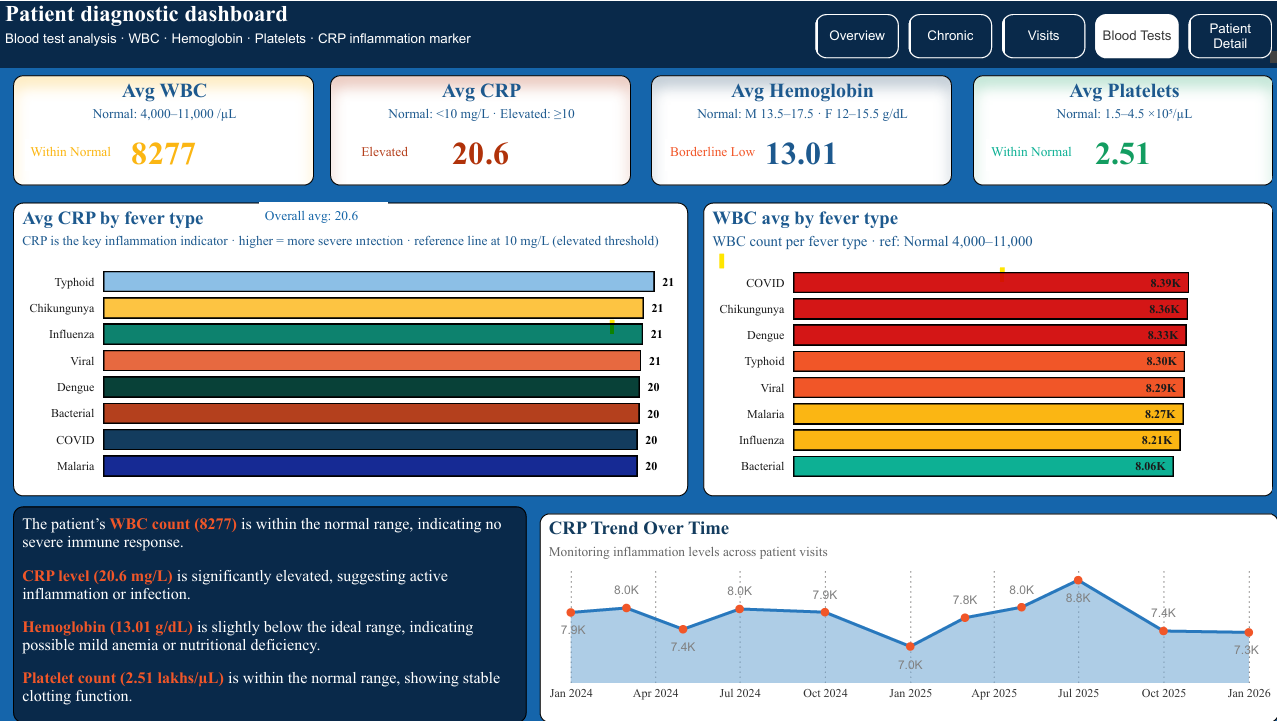 Patient diagnostic dashboard
Blood test analysis · WBC · Hemoglobin · Platelets · CRP inflammation marker
Overview
Chronic
Visits
Blood Tests
Patient
Detail
Avg WBC
Normal: 4,000–11,000 /µL
Within Normal 8277
Avg CRP
Normal: <10 mg/L · Elevated: ≥10
Elevated 20.6
Avg Hemoglobin
Normal: M 13.5–17.5 · F 12–15.5 g/dL
Borderline Low 13.01
Avg Platelets
Normal: 1.5–4.5 ×10⁵/µL
Within Normal 2.51
Avg CRP by fever type
Overall avg: 20.6
CRP is the key inflammation indicator · higher = more severe infection · reference line at 10 mg/L (elevated threshold)
Typhoid 21
Chikungunya 21
Influenza 21
Viral 21
Dengue 20
Bacterial 20
COVID 20
Malaria 20
WBC avg by fever type
WBC count per fever type · ref: Normal 4,000–11,000
COVID 8.39K
Chikungunya 8.36K
Dengue 8.33K
Typhoid 8.30K
Viral 8.29K
Malaria 8.27K
Influenza 8.21K
Bacterial 8.06K
The patient’s WBC count (8277) is within the normal range, indicating no
severe immune response.
CRP level (20.6 mg/L) is significantly elevated, suggesting active
inflammation or infection.
Hemoglobin (13.01 g/dL) is slightly below the ideal range, indicating
possible mild anemia or nutritional deficiency.
Platelet count (2.51 lakhs/µL) is within the normal range, showing stable
clotting function.
CRP Trend Over Time
Monitoring inflammation levels across patient visits
7.9K
8.0K
7.4K
8.0K
7.9K
7.0K
7.8K
8.0K
8.8K
7.4K
7.3K
Jan 2024 Apr 2024 Jul 2024 Oct 2024 Jan 2025 Apr 2025 Jul 2025 Oct 2025 Jan 2026